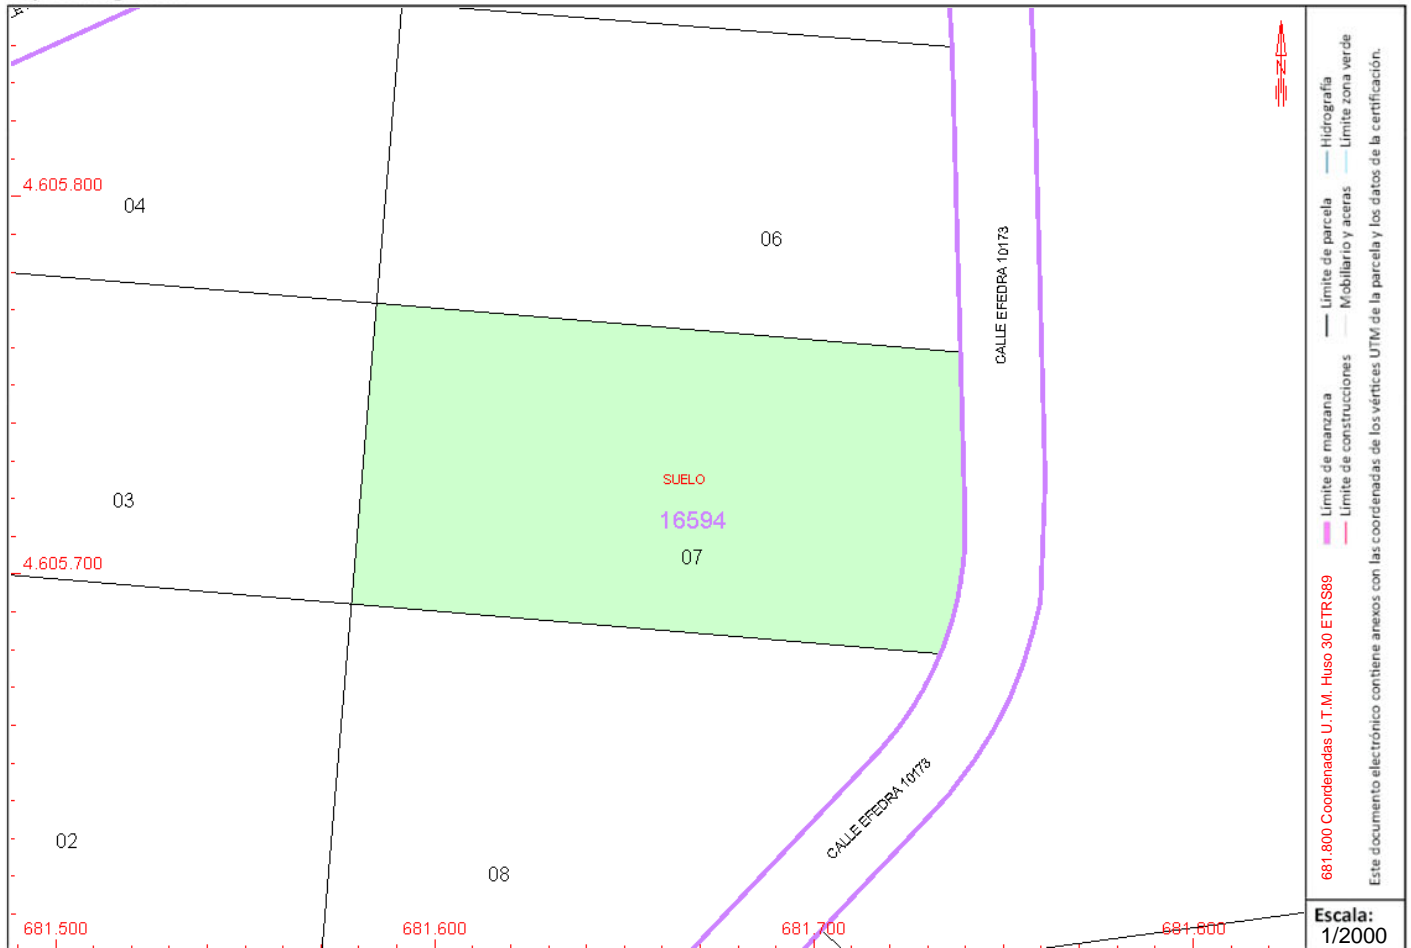 4.605.800
04
06
CALLE EFEDRA 10173
SUELO
16594
03
07
4.605.700
CALLE EFEDRA 10173
02
08
681.500
681.600
681.700
681.800
N
681.800 Coordenadas U.T.M. Huso 30 ETRS89
Límite de manzana
Límite de parcela
Hidrografía
Límite de construcciones
Mobiliario y aceras
Límite zona verde
Este documento electrónico contiene anexos con las coordenadas de los vértices UTM de la parcela y los datos de la certificación.
Escala:
1/2000